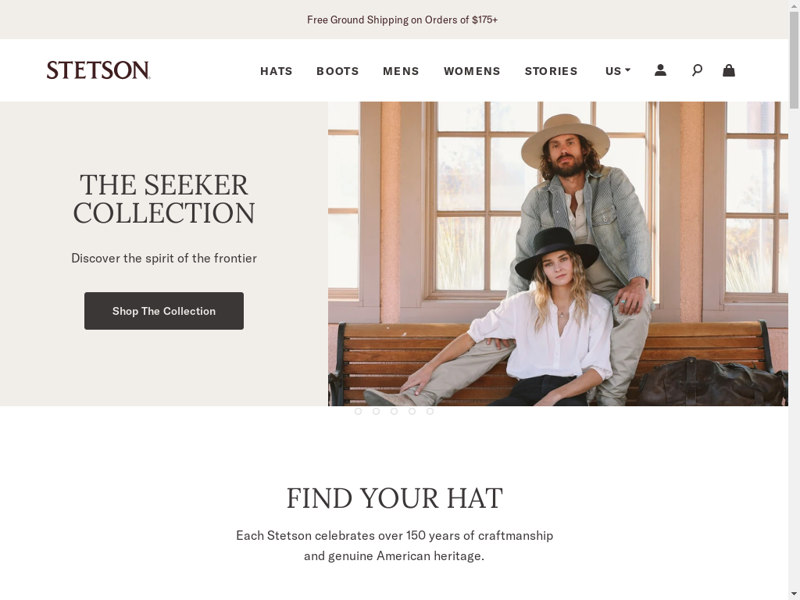 Free Ground Shipping on Orders of $175+
STETSON
HATS BOOTS MENS WOMENS STORIES US
THE SEEKER
COLLECTION
Discover the spirit of the frontier
Shop The Collection
FIND YOUR HAT
Each Stetson celebrates over 150 years of craftmanship
and genuine American heritage.